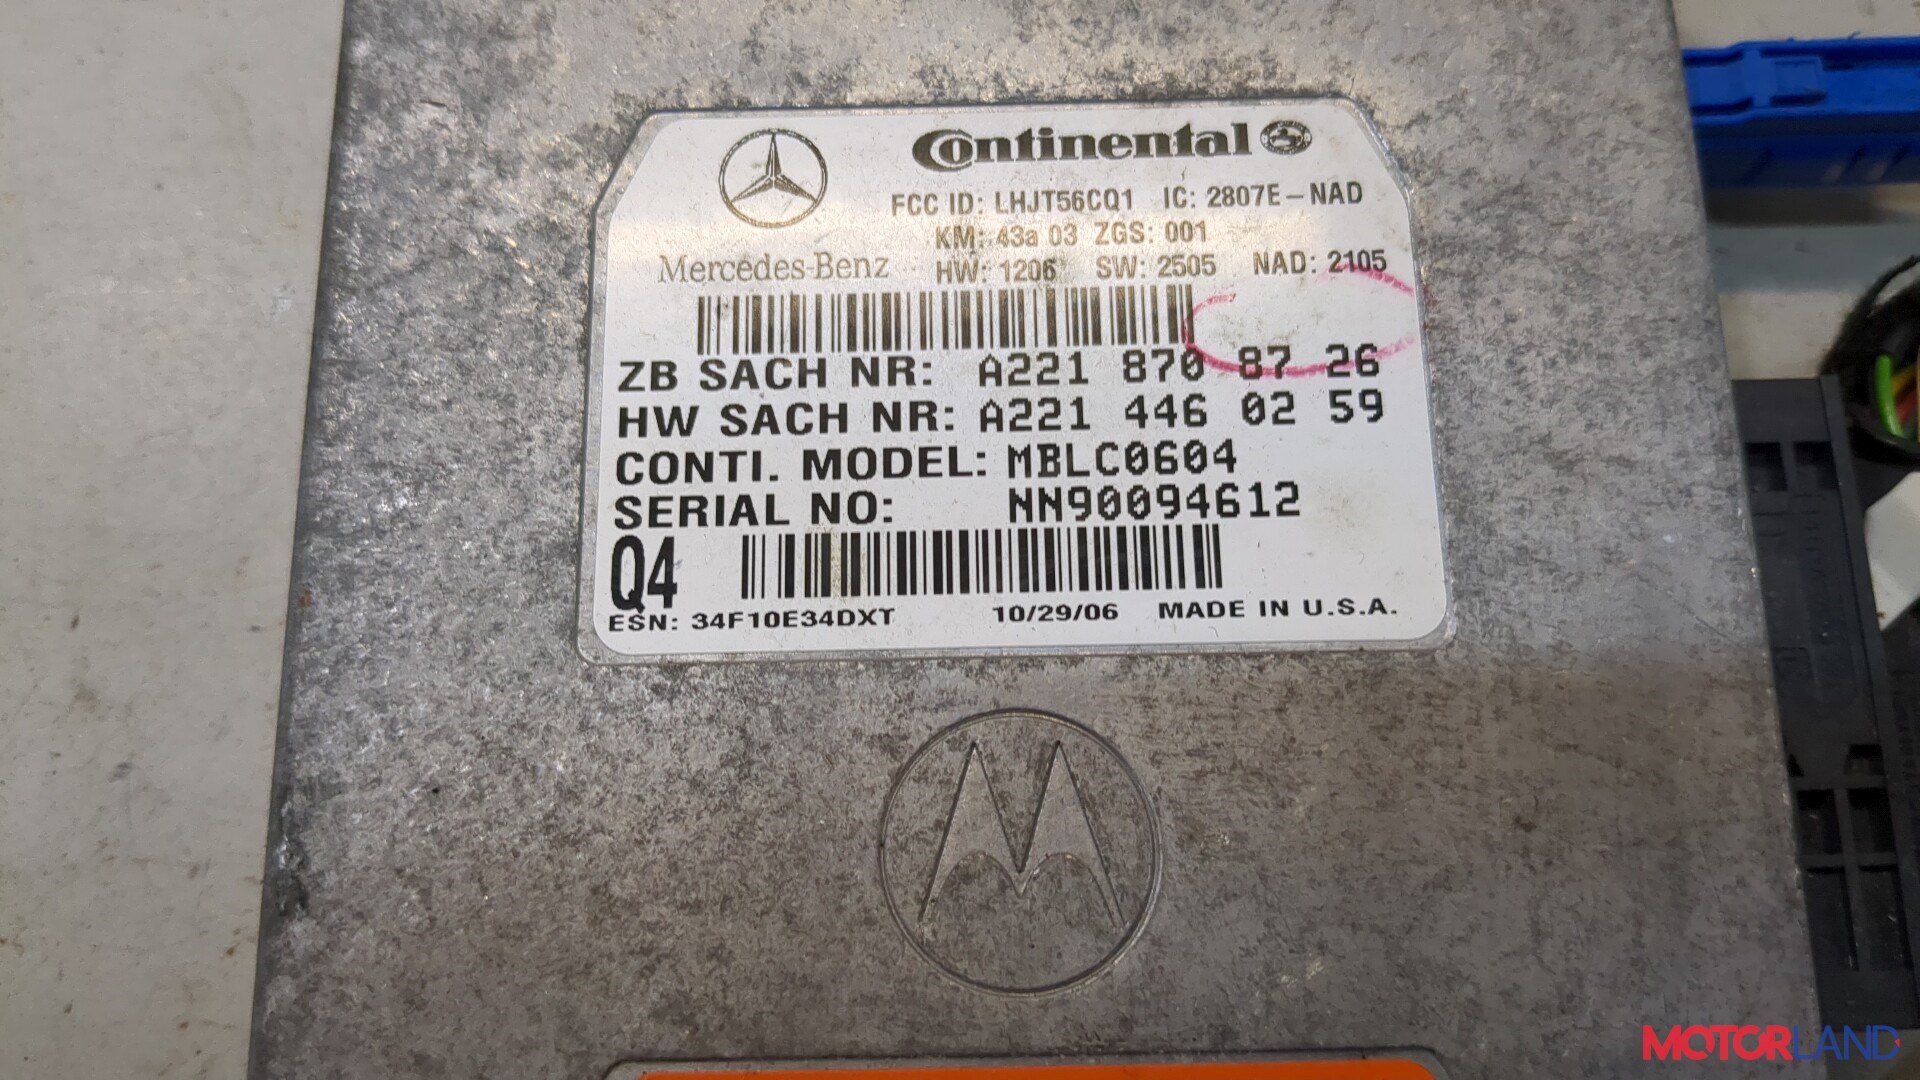 Continental
FCC ID: LHJT56CQ1 IC: 2807E-NAD
KM: 43a 03 ZGS: 001
Mercedes-Benz HW: 1206 SW: 2505 NAD: 2105
ZB SACH NR: A221 870 87 26
HW SACH NR: A221 446 02 59
CONTI. MODEL: MBLC0604
SERIAL NO: NN90094612
Q4
ESN: 34F10E34DXT 10/29/06 MADE IN U.S.A.
MOTORLAND